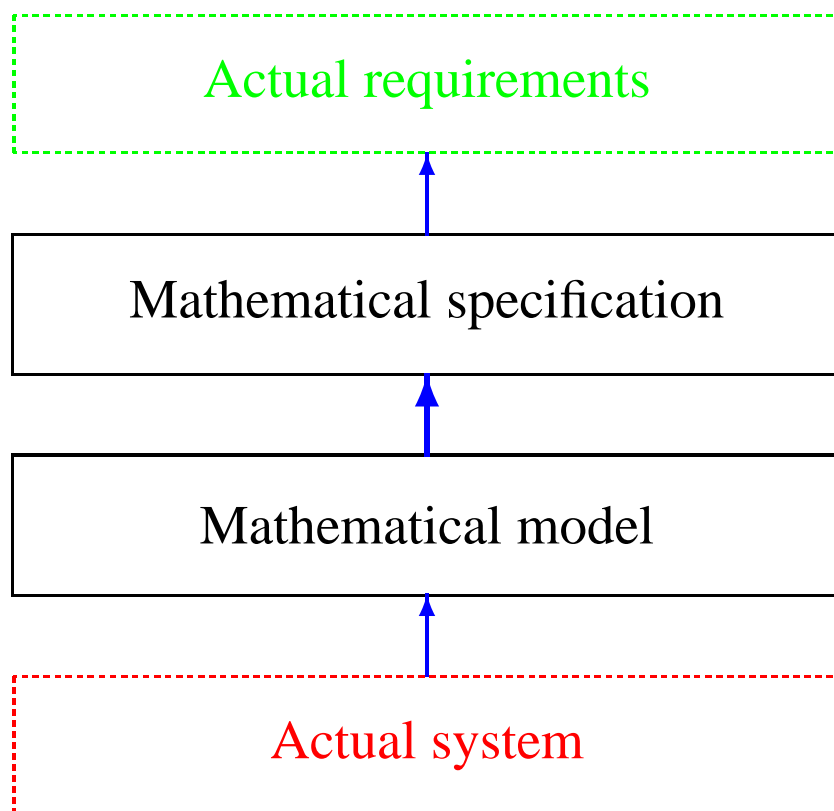 Actual requirements
Mathematical specification
Mathematical model
Actual system